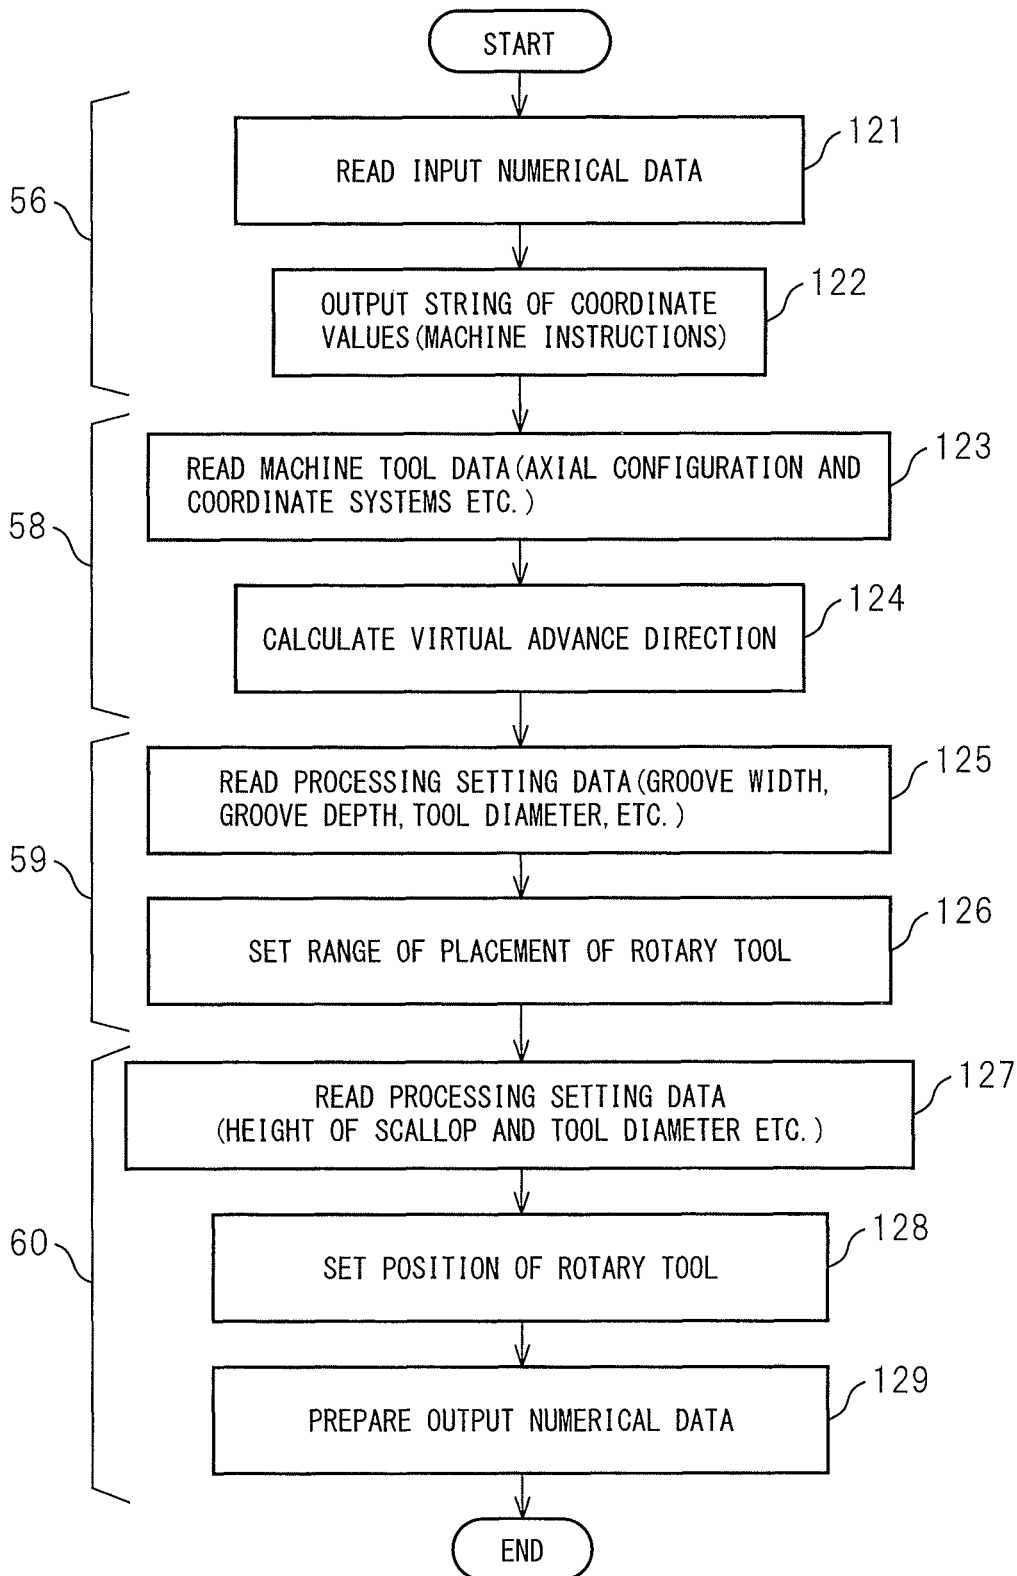 START
121
READ INPUT NUMERICAL DATA
56
122
OUTPUT STRING OF COORDINATE
VALUES(MACHINE INSTRUCTIONS)
123
READ MACHINE TOOL DATA(AXIAL CONFIGURATION AND
COORDINATE SYSTEMS ETC.)
58
124
CALCULATE VIRTUAL ADVANCE DIRECTION
125
READ PROCESSING SETTING DATA(GROOVE WIDTH,
GROOVE DEPTH,TOOL DIAMETER,ETC.)
59
126
SET RANGE OF PLACEMENT OF ROTARY TOOL
127
READ PROCESSING SETTING DATA
(HEIGHT OF SCALLOP AND TOOL DIAMETER ETC.)
60
128
SET POSITION OF ROTARY TOOL
129
PREPARE OUTPUT NUMERICAL DATA
END